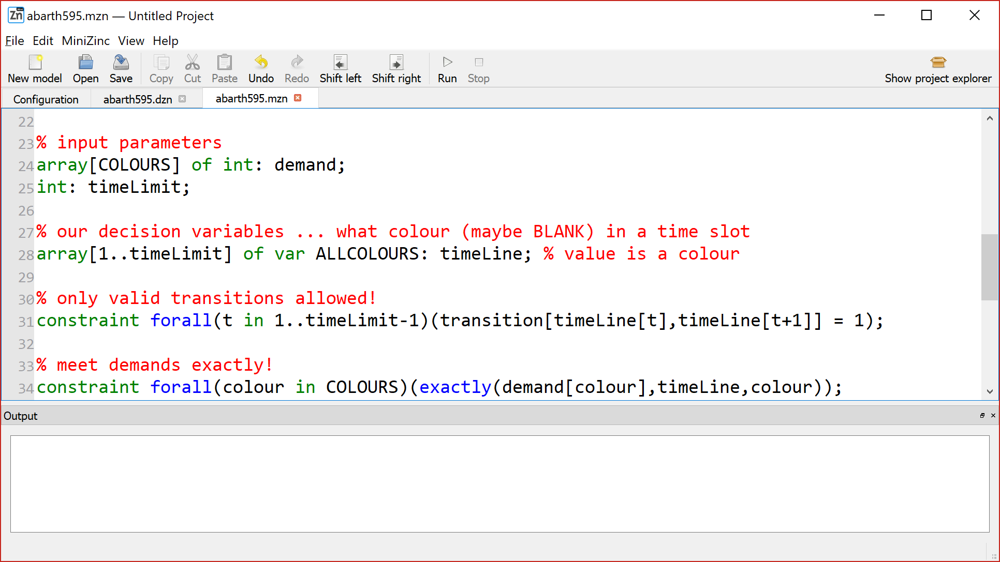 Zn Mini abarth595.mzn — Untitled Project
File Edit MiniZinc View Help
New model Open Save Copy Cut Paste Undo Redo Shift left Shift right Run Stop Show project explorer
Configuration abarth595.dzn abarth595.mzn
22
23 % input parameters
24 array[COLOURS] of int: demand;
25 int: timeLimit;
26
27 % our decision variables ... what colour (maybe BLANK) in a time slot
28 array[1..timeLimit] of var ALLCOLOURS: timeLine; % value is a colour
29
30 % only valid transitions allowed!
31 constraint forall(t in 1..timeLimit-1)(transition[timeLine[t],timeLine[t+1]] = 1);
32
33 % meet demands exactly!
34 constraint forall(colour in COLOURS)(exactly(demand[colour],timeLine,colour));
Output